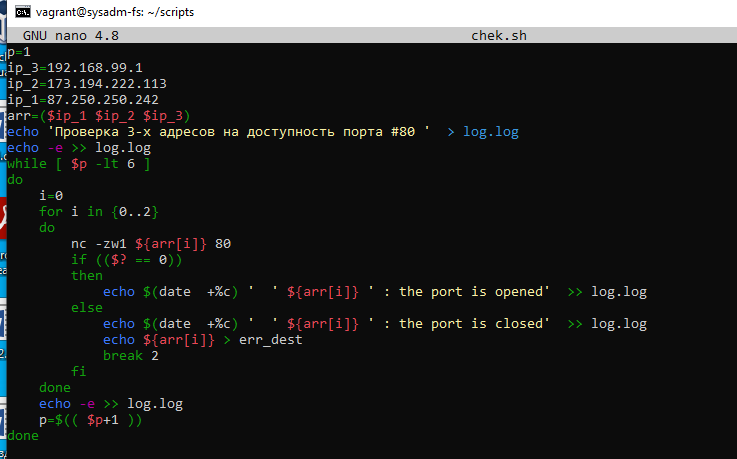 vagrant@sysadm-fs: ~/scripts
GNU nano 4.8 chek.sh
p=1
ip_3=192.168.99.1
ip_2=173.194.222.113
ip_1=87.250.250.242
arr=($ip_1 $ip_2 $ip_3)
echo 'Проверка 3-х адресов на доступность порта #80 '  > log.log
echo -e >> log.log
while [ $p -lt 6 ]
do
    i=0
    for i in {0..2}
    do
        nc -zw1 ${arr[i]} 80
        if (($? == 0))
        then
            echo $(date  +%c) '  ' ${arr[i]} ' : the port is opened'  >> log.log
        else
            echo $(date  +%c) '  ' ${arr[i]} ' : the port is closed'  >> log.log
            echo ${arr[i]} > err_dest
            break 2
        fi
    done
    echo -e >> log.log
    p=$(( $p+1 ))
done